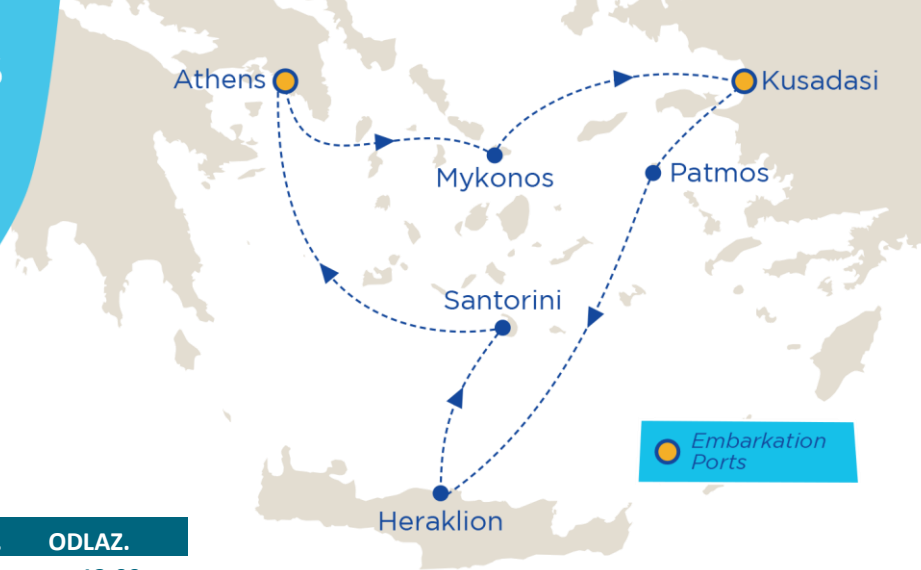 Athens
Kusadasi
Mykonos
Patmos
Santorini
Embarkation
Ports
Heraklion
ODLAZ.